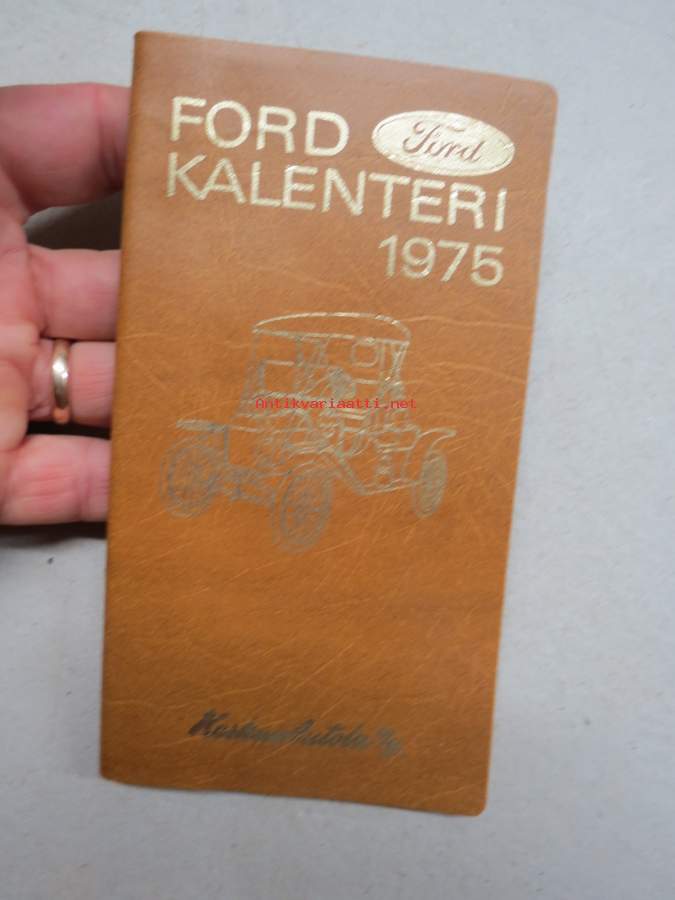 FORD Ford
KALENTERI
1975
Antikvariaatti.net